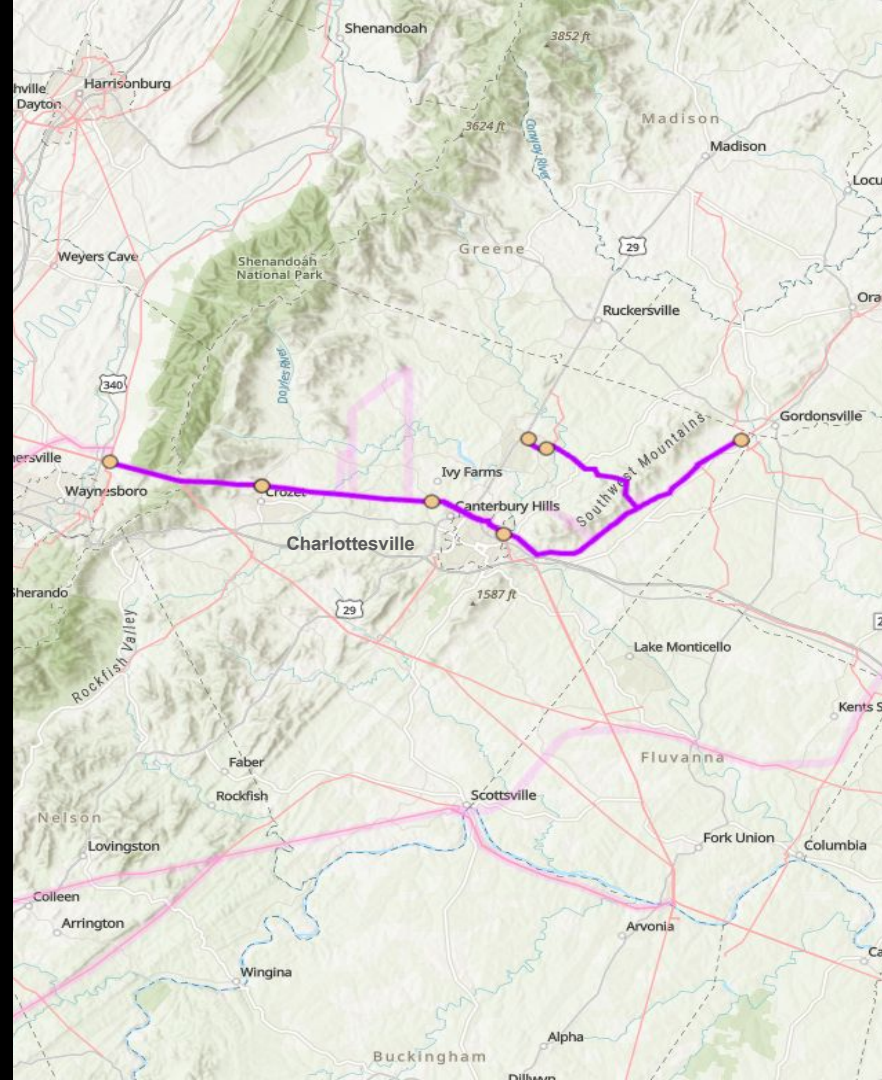 Shenandoah
3852 ft
Harrisonburg
Dayton
3624 ft
Conway River
Madison
Madison
Greene
29
Weyers Cave
Shenandoah
National Park
Ruckersville
340
Doyles River
Gordonsville
Southwest Mountains
Ivy Farms
Waynesboro
Crozet
Canterbury Hills
Charlottesville
Sherando
1587 ft
29
Rockfish Valley
Lake Monticello
Kents S
Fluvanna
Faber
Rockfish
Scottsville
Nelson
Lovingston
Fork Union
Columbia
Colleen
Arrington
Arvonia
Wingina
Alpha
Buckingham
Dillwyn